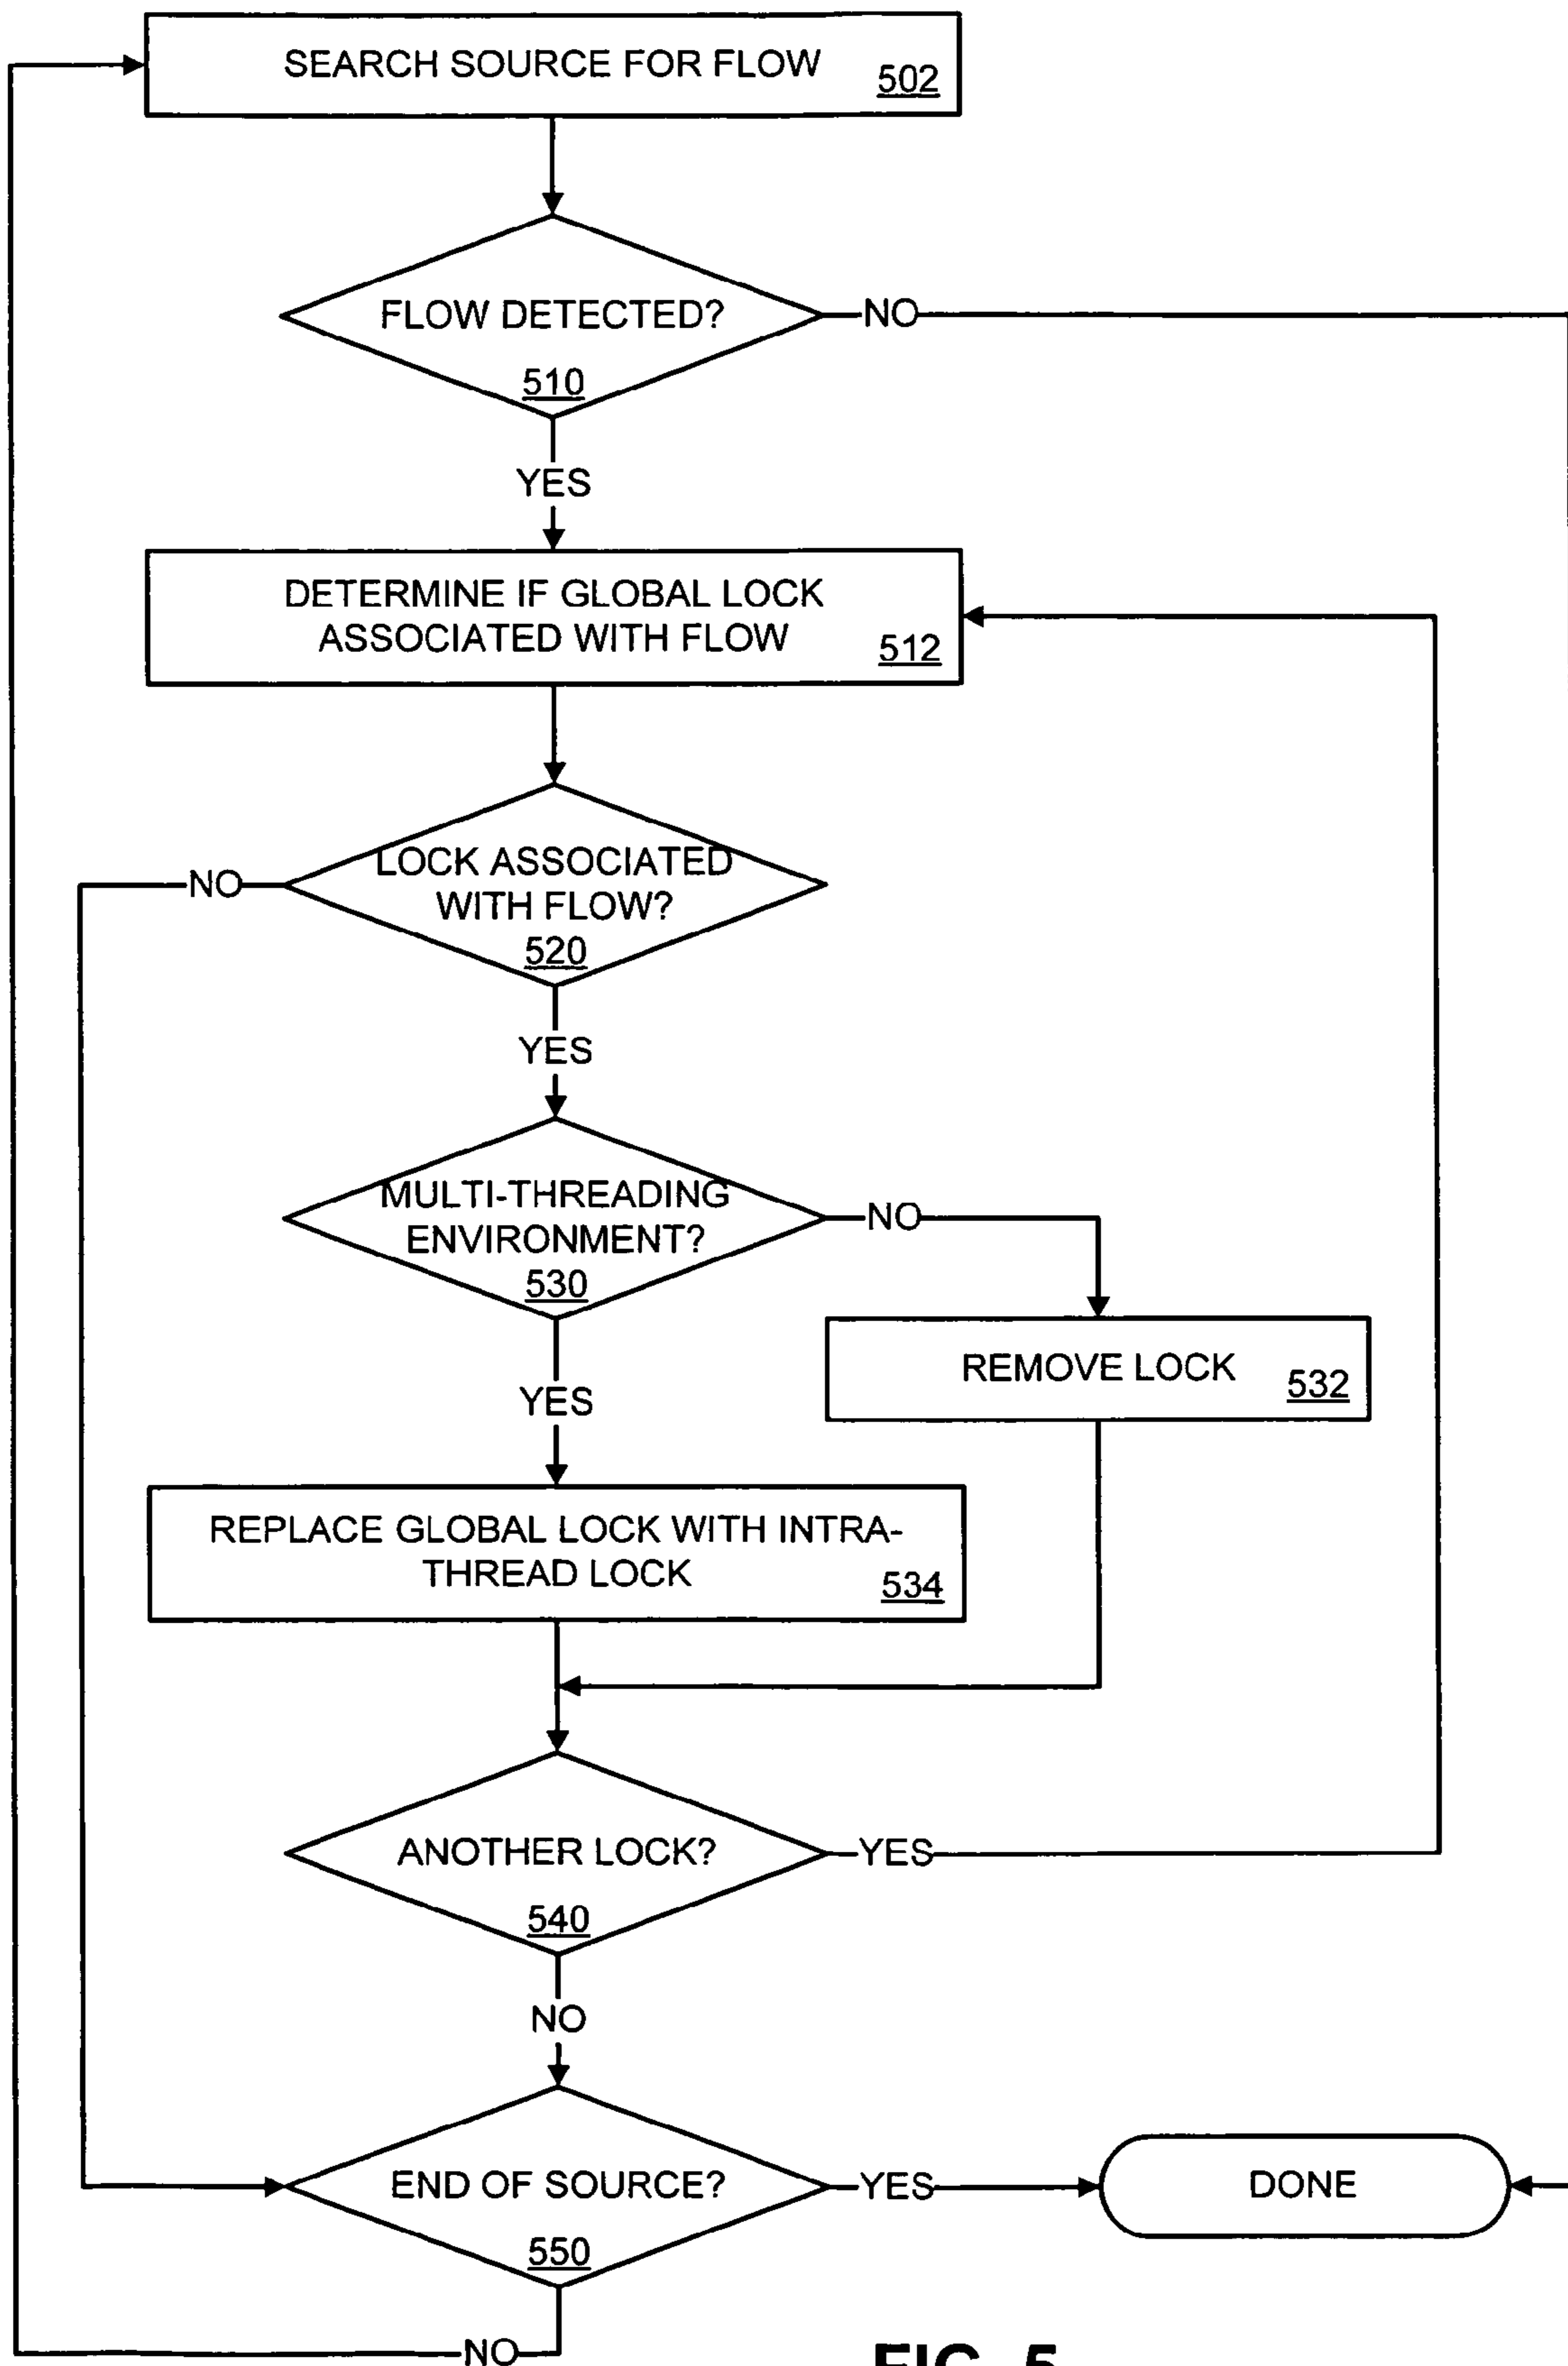 SEARCH SOURCE FOR FLOW
502
FLOW DETECTED?
NO
510
YES
DETERMINE IF GLOBAL LOCK
ASSOCIATED WITH FLOW
512
LOCK ASSOCIATED
WITH FLOW?
NO
520
YES
MULTI-THREADING
ENVIRONMENT?
NO
530
REMOVE LOCK
532
YES
REPLACE GLOBAL LOCK WITH INTRA-
THREAD LOCK
534
ANOTHER LOCK?
YES
540
NO
END OF SOURCE?
YES
DONE
550
NO
FIG. 5